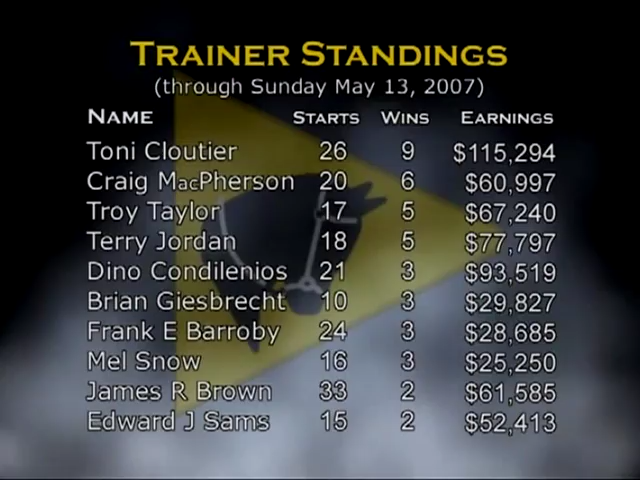 TRAINER STANDINGS
(through Sunday May 13, 2007)
NAME STARTS WINS EARNINGS
Toni Cloutier 26 9 $115,294
Craig MacPherson 20 6 $60,997
Troy Taylor 17 5 $67,240
Terry Jordan 18 5 $77,797
Dino Condilenios 21 3 $93,519
Brian Giesbrecht 10 3 $29,827
Frank E Barroby 24 3 $28,685
Mel Snow 16 3 $25,250
James R Brown 33 2 $61,585
Edward J Sams 15 2 $52,413